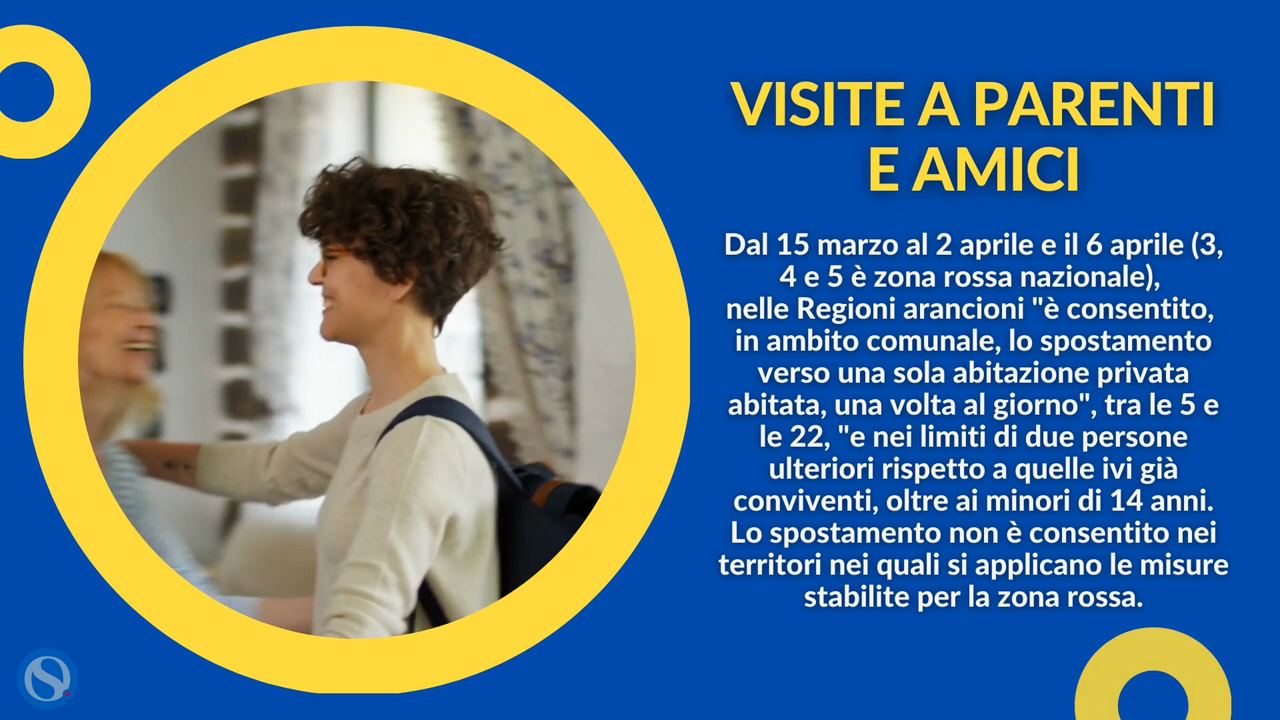 VISITE A PARENTI
E AMICI
Dal 15 marzo al 2 aprile e il 6 aprile (3,
4 e 5 è zona rossa nazionale),
nelle Regioni arancioni "è consentito,
in ambito comunale, lo spostamento
verso una sola abitazione privata
abitata, una volta al giorno", tra le 5 e
le 22, "e nei limiti di due persone
ulteriori rispetto a quelle ivi già
conviventi, oltre ai minori di 14 anni.
Lo spostamento non è consentito nei
territori nei quali si applicano le misure
stabilite per la zona rossa.
S